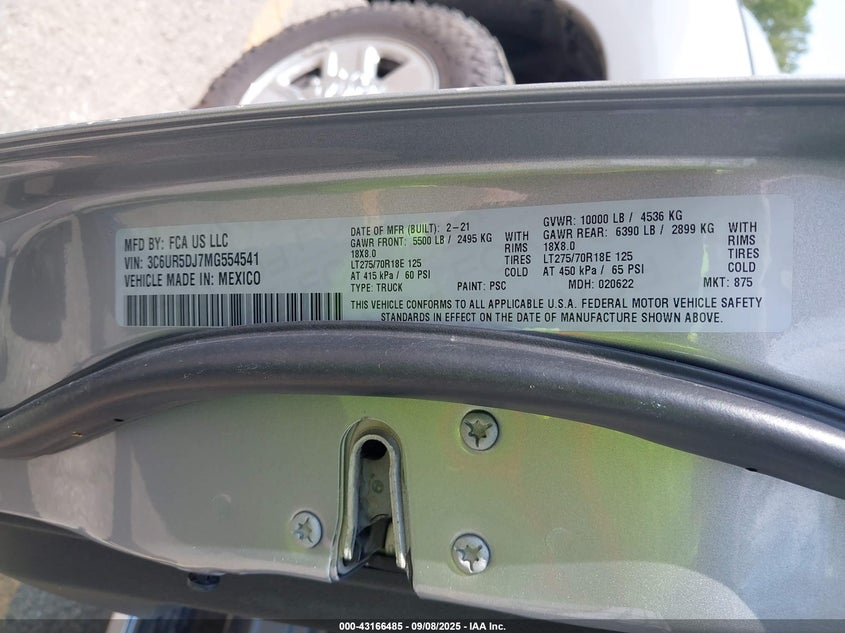 MFD BY: FCA US LLC
VIN: 3C6UR5DJ7MG554541
VEHICLE MADE IN: MEXICO
DATE OF MFR (BUILT): 2-21
GAWR FRONT: 5500 LB / 2495 KG WITH
18X8.0 RIMS
LT275/70R18E 125 TIRES
AT 415 kPa / 60 PSI COLD
TYPE: TRUCK PAINT: PSC
GVWR: 10000 LB / 4536 KG
GAWR REAR: 6390 LB / 2899 KG WITH
18X8.0 RIMS
LT275/70R18E 125 TIRES
AT 450 kPa / 65 PSI COLD
MDH: 020622 MKT: 875
THIS VEHICLE CONFORMS TO ALL APPLICABLE U.S.A. FEDERAL MOTOR VEHICLE SAFETY
STANDARDS IN EFFECT ON THE DATE OF MANUFACTURE SHOWN ABOVE.
000-43166485 - 09/08/2025 - IAA Inc.